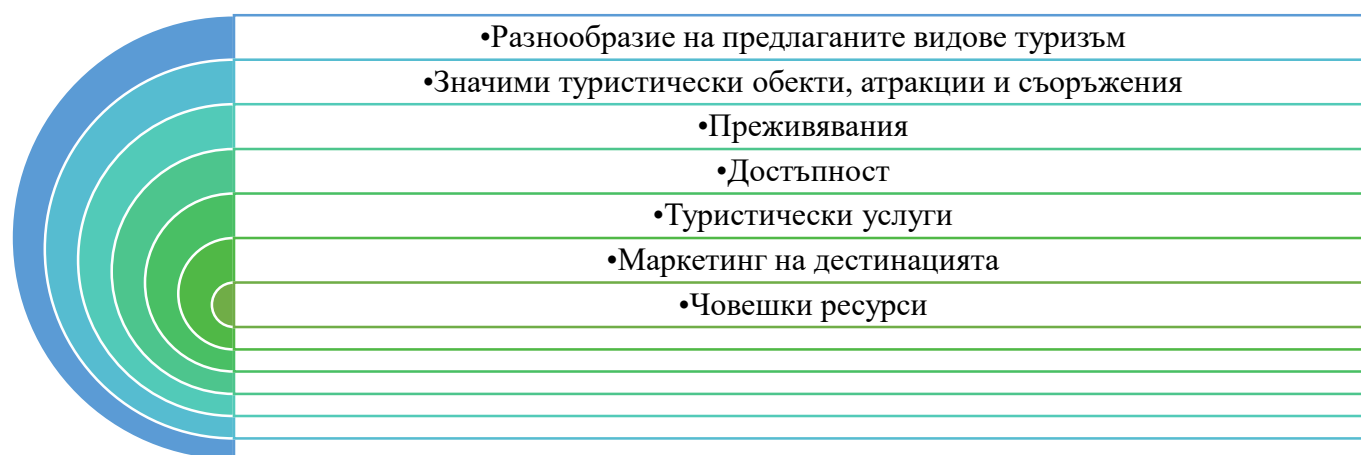 •Разнообразие на предлаганите видове туризъм
•Значими туристически обекти, атракции и съоръжения
•Преживявания
•Достъпност
•Туристически услуги
•Маркетинг на дестинацията
•Човешки ресурси